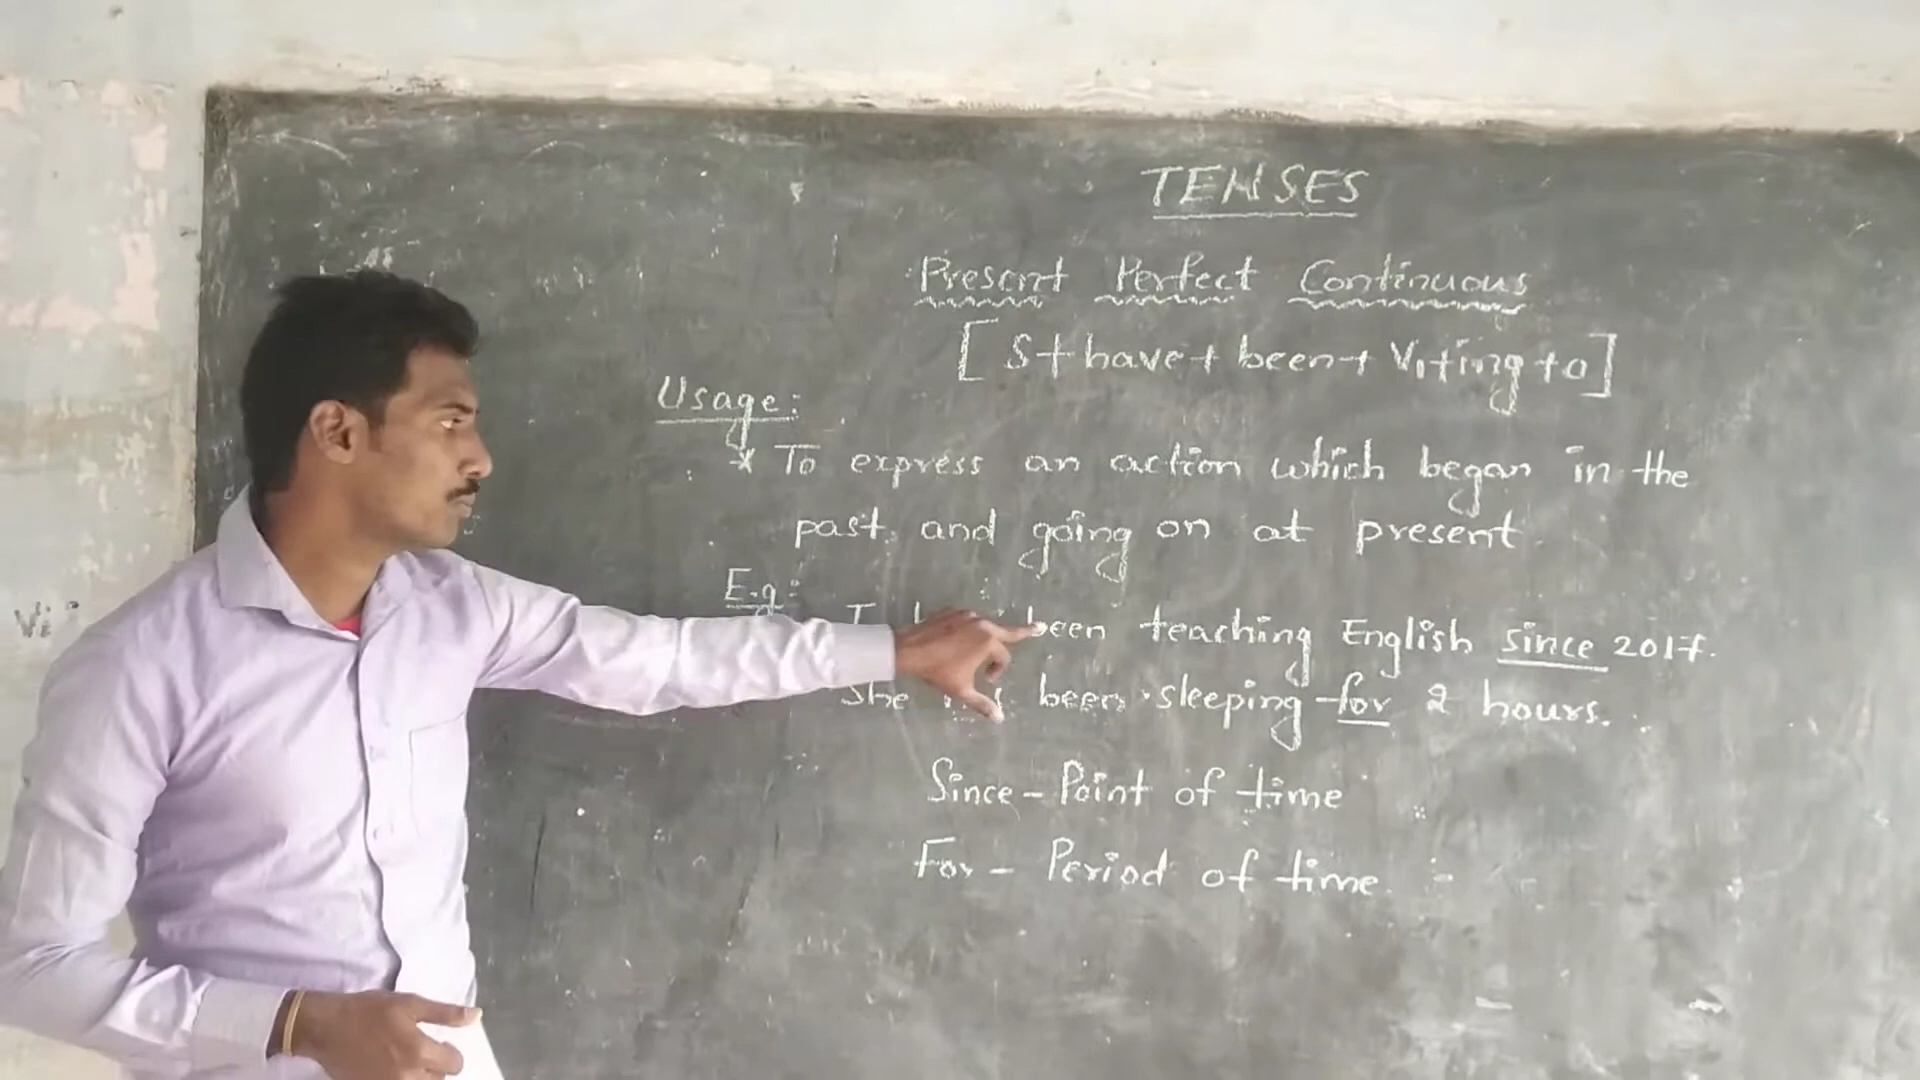 TENSES
Present Perfect Continuous
[S+have+been+V₁+ing+o]
Usage:
* To express an action which began in the
past and going on at present
E.g:
I been teaching English since 2017.
She been sleeping for 2 hours.
Since - Point of time
For - Period of time